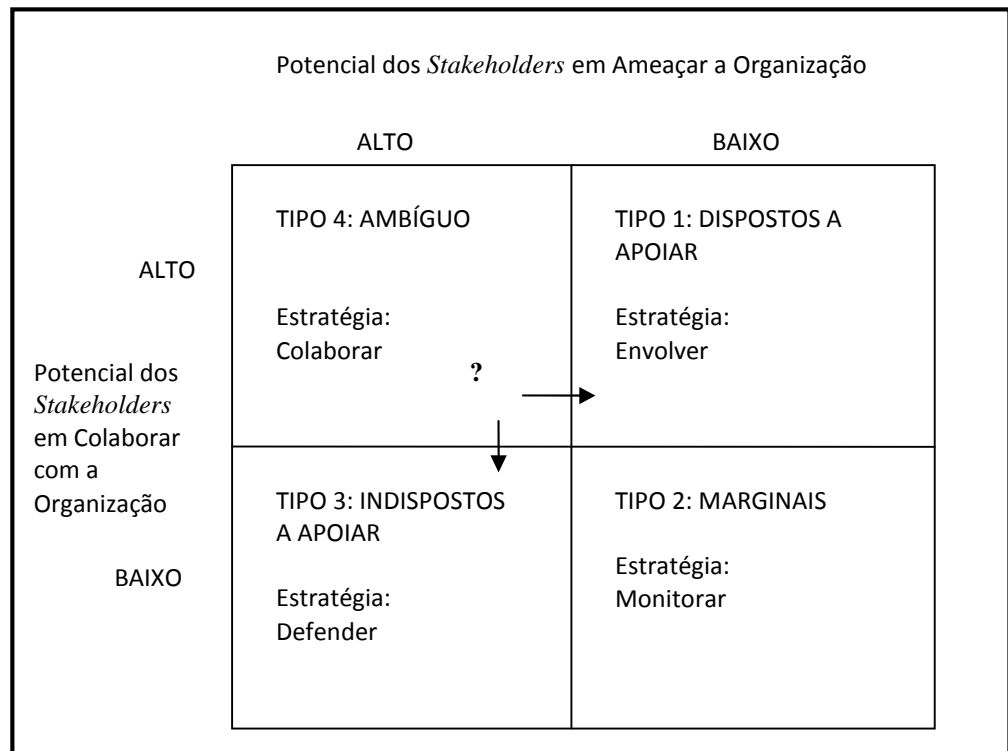 Potencial dos Stakeholders em Ameaçar a Organização
ALTO
BAIXO
ALTO
Potencial dos
Stakeholders
em Colaborar
com a
Organização
BAIXO
TIPO 4: AMBÍGUO
Estratégia:
Colaborar
?
TIPO 1: DISPOSTOS A
APOIAR
Estratégia:
Envolver
TIPO 3: INDISPOSTOS
A APOIAR
Estratégia:
Defender
TIPO 2: MARGINAIS
Estratégia:
Monitorar